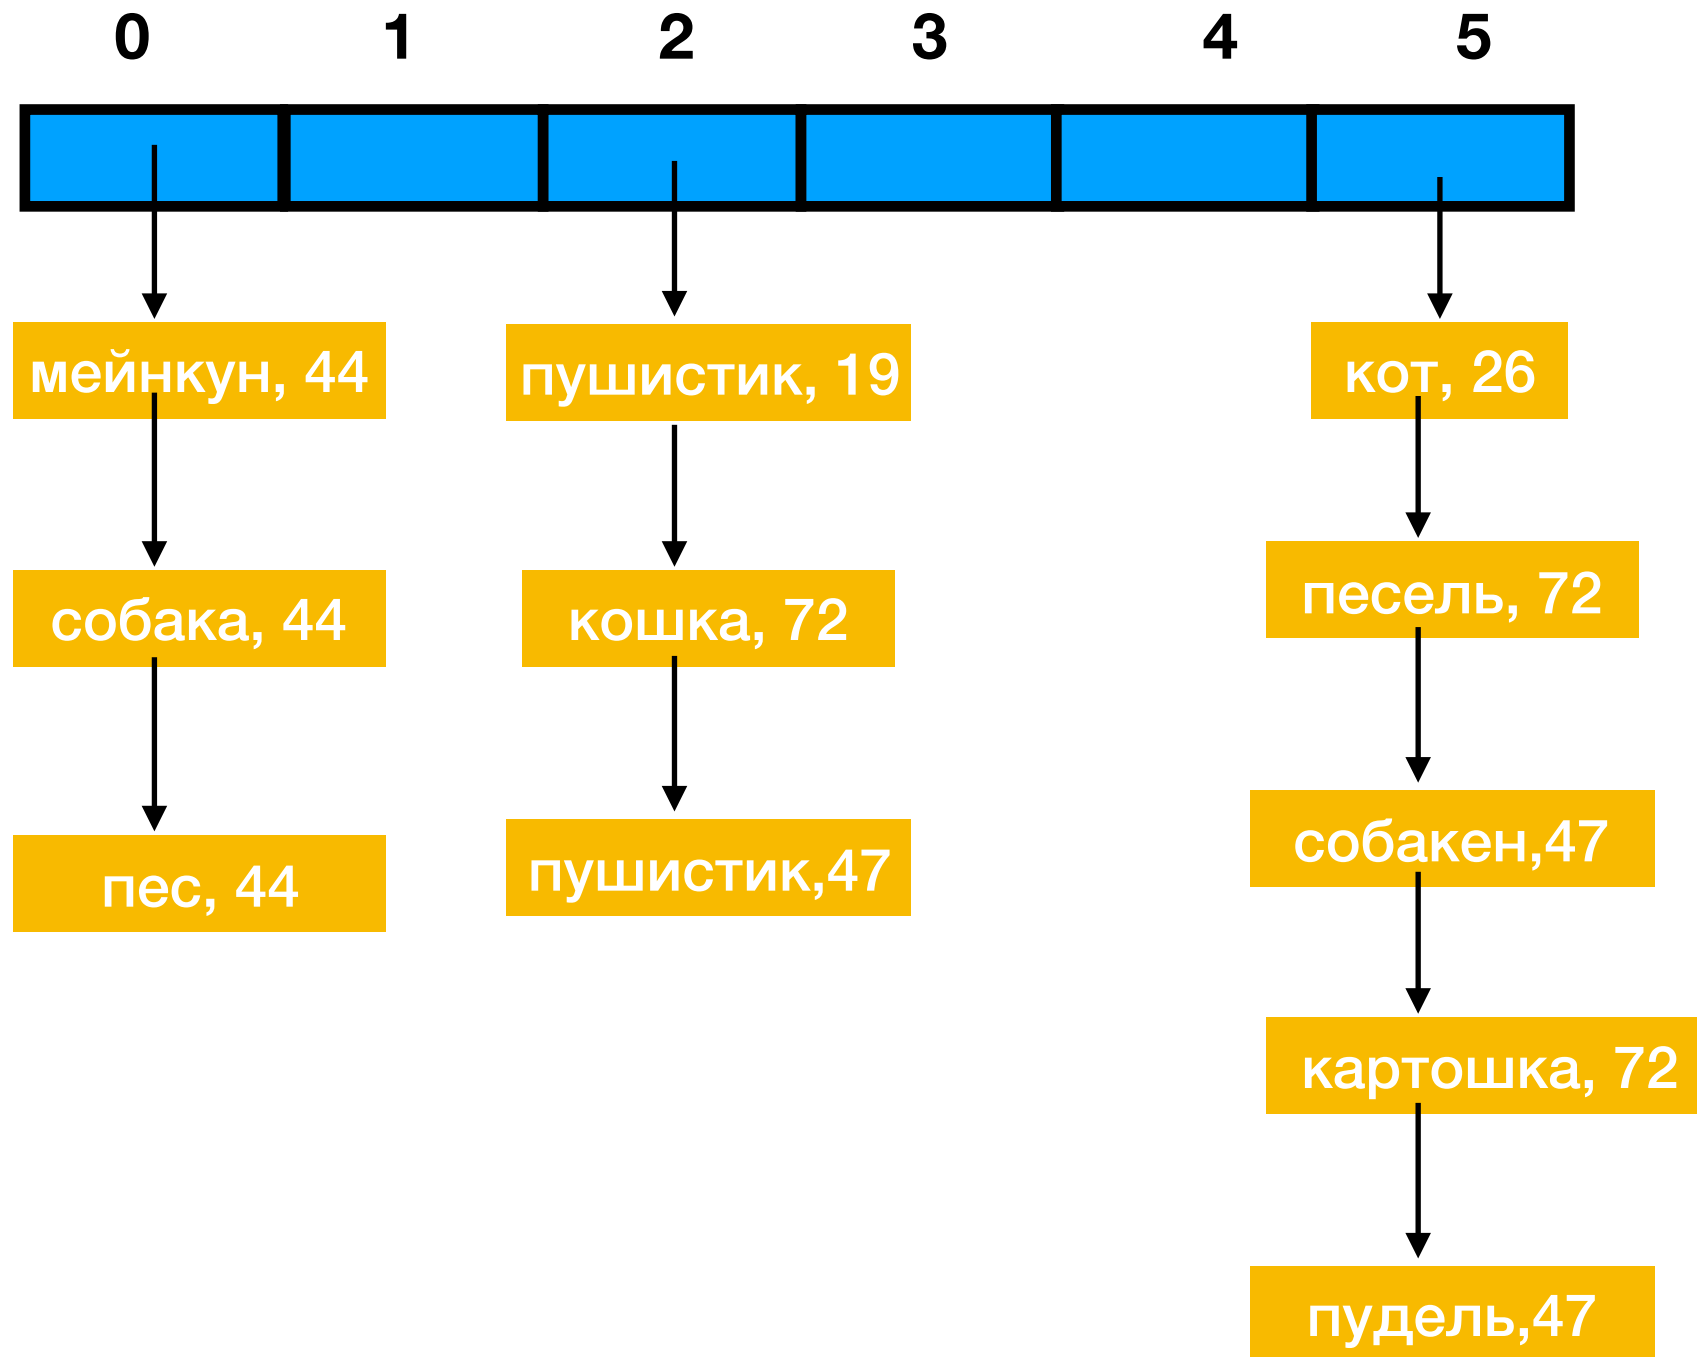 0 1 2 3 4 5
мейнкун, 44
собака, 44
пес, 44
пушистик, 19
кошка, 72
пушистик,47
кот, 26
песель, 72
собакен,47
картошка, 72
пудель,47